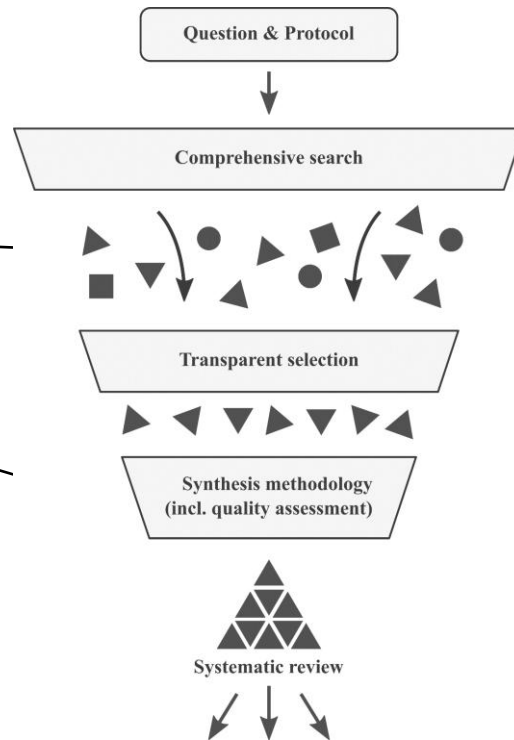 Question & Protocol
Comprehensive search
Transparent selection
Synthesis methodology
(incl. quality assessment)
Systematic review